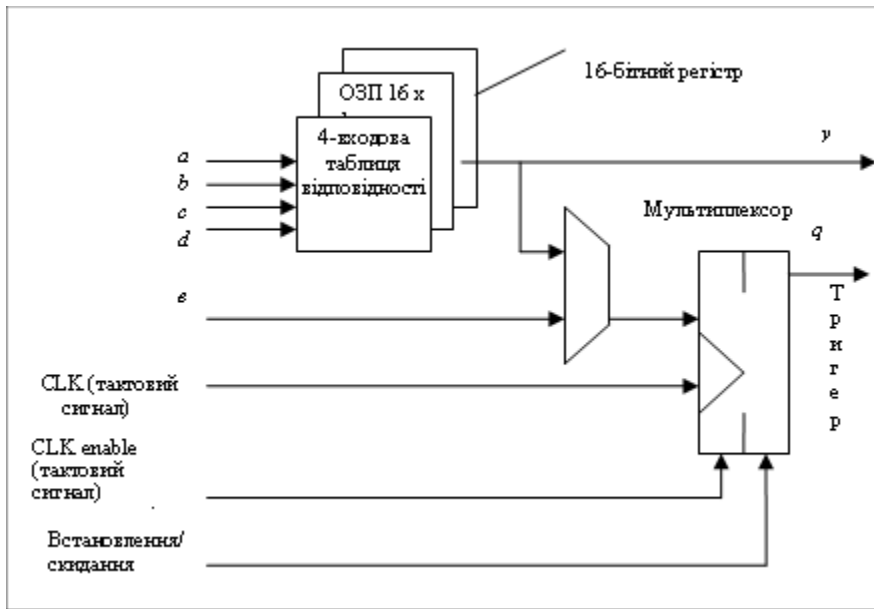 16-бітний регістр
ОЗП 16 х
4-входова
таблиця
відповідності
a
b
c
d
y
Мультиплексор
q
e
Тригер
CLK (тактовий
сигнал)
CLK enable
(тактовий
сигнал)
Встановлення/
скидання